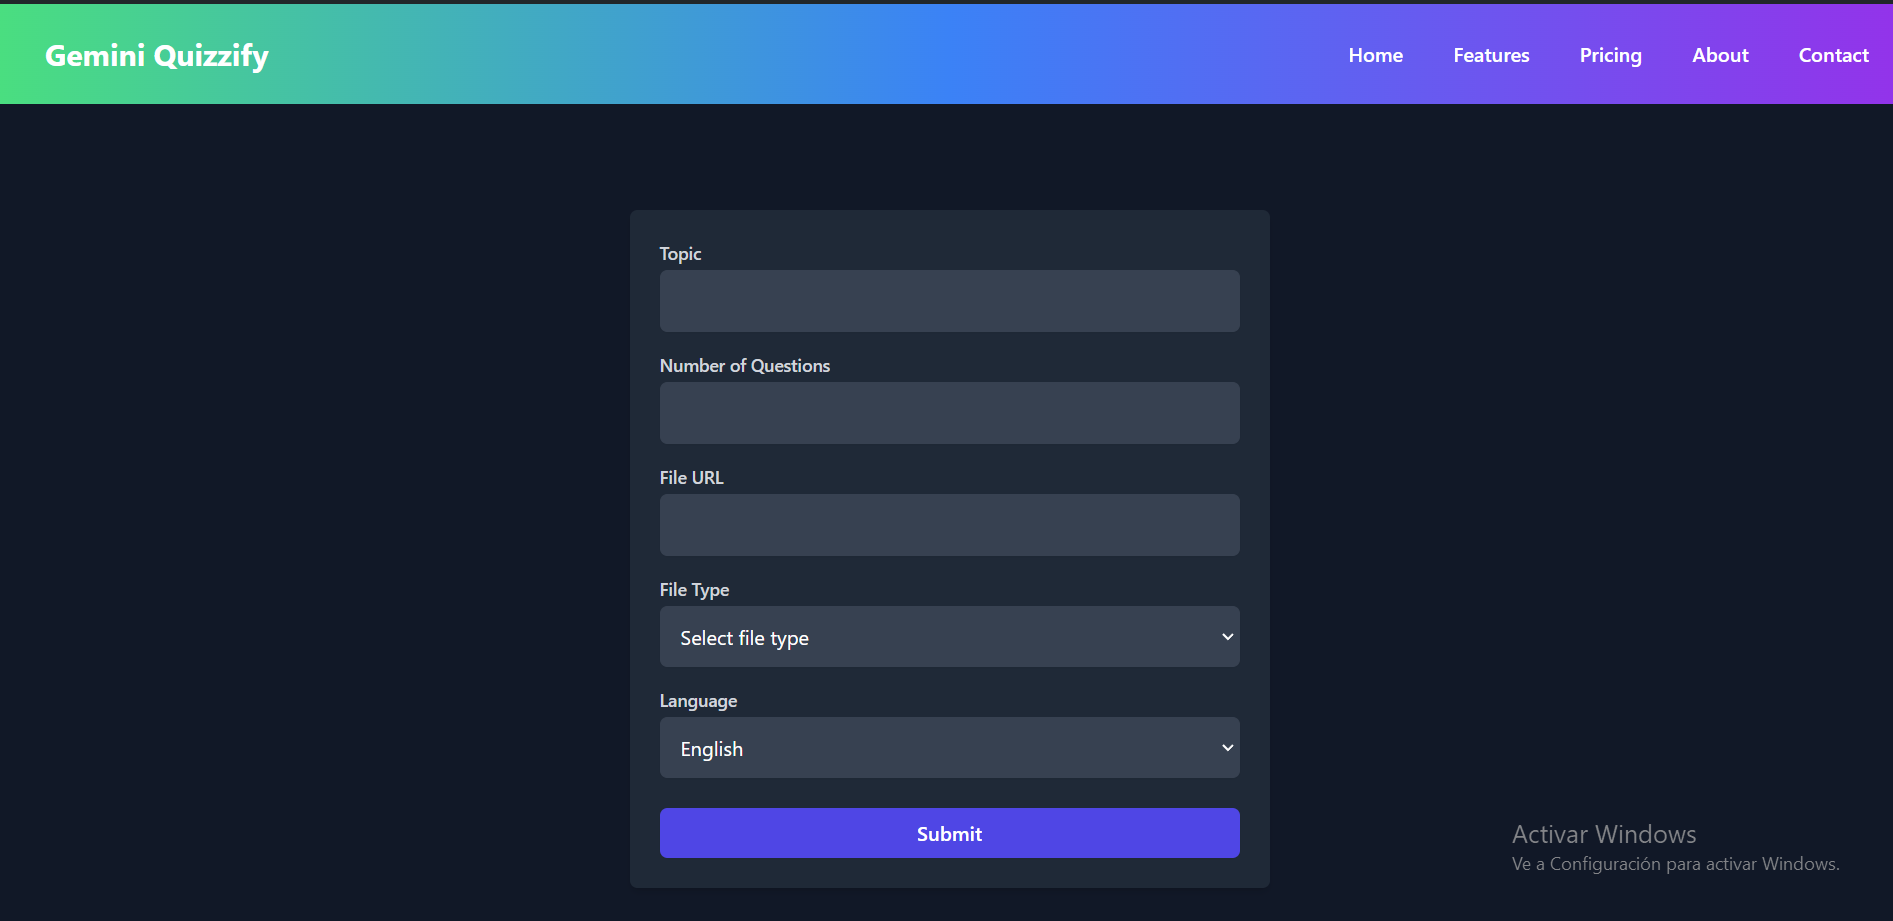 Gemini Quizzify
Home Features Pricing About Contact
Topic
Number of Questions
File URL
File Type
Select file type
Language
English
Submit
Activar Windows
Ve a Configuración para activar Windows.